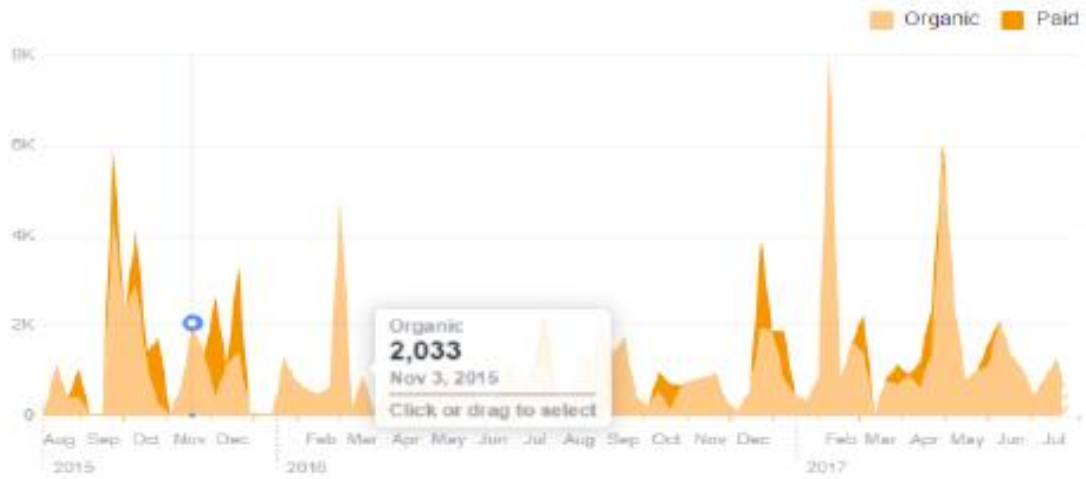 Organic Paid
8K
6K
4K
2K
0
Organic
2,033
Nov 3, 2015
Click or drag to select
Aug Sep Oct Nov Dec Feb Mar Apr May Jun Jul Aug Sep Oct Nov Dec Feb Mar Apr May Jun Jul
2015 2016 2017